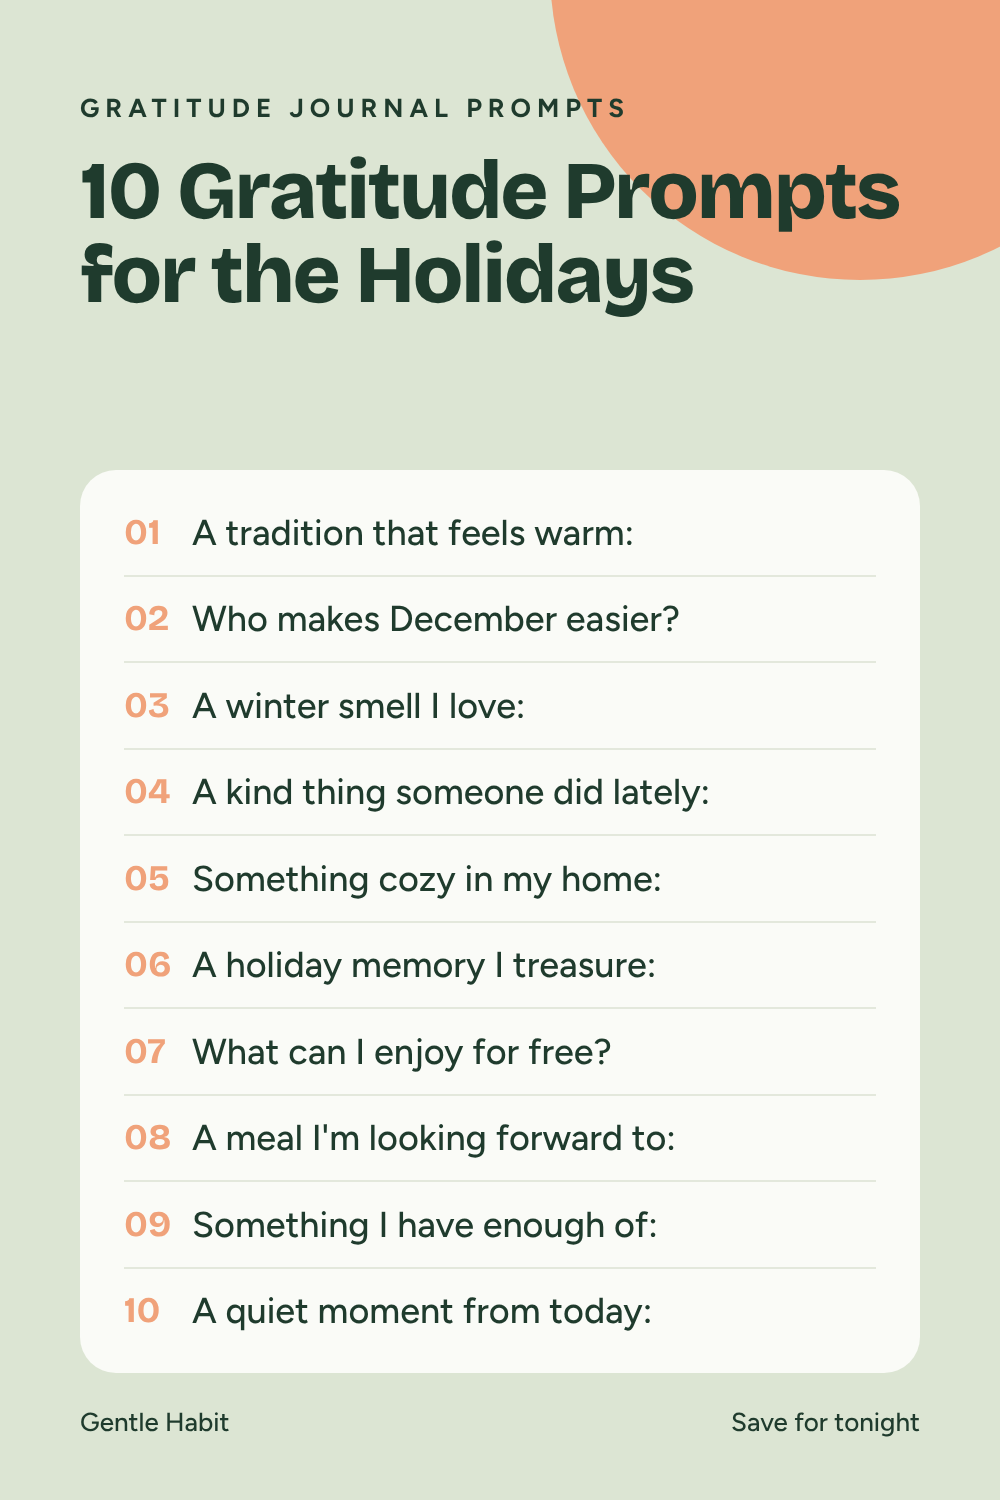 GRATITUDE JOURNAL PROMPTS
10 Gratitude Prompts
for the Holidays
01 A tradition that feels warm:
02 Who makes December easier?
03 A winter smell I love:
04 A kind thing someone did lately:
05 Something cozy in my home:
06 A holiday memory I treasure:
07 What can I enjoy for free?
08 A meal I'm looking forward to:
09 Something I have enough of:
10 A quiet moment from today:
Gentle Habit
Save for tonight